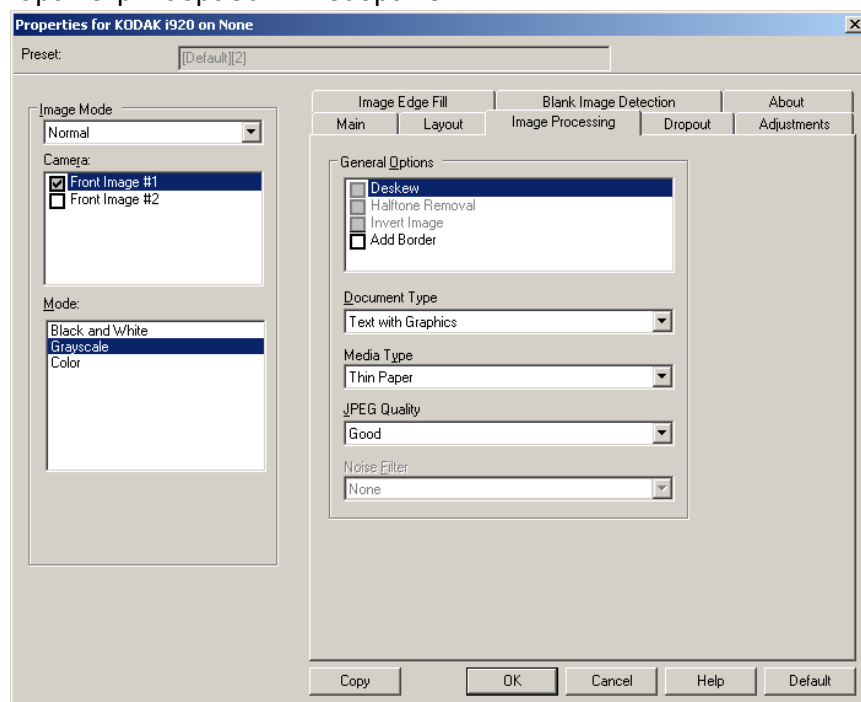 Properties for KODAK i920 on None
Preset:
[Default][2]
Image Mode
Normal
Camera:
Front Image #1
Front Image #2
Mode:
Black and White
Grayscale
Color
Image Edge Fill
Blank Image Detection
About
Main
Layout
Image Processing
Dropout
Adjustments
General Options
Deskew
Halftone Removal
Invert Image
Add Border
Document Type
Text with Graphics
Media Type
Thin Paper
JPEG Quality
Good
Noise Filter
None
Copy
OK
Cancel
Help
Default